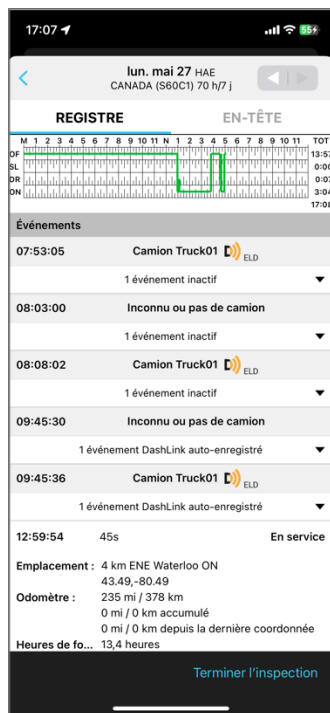 17:07
55
lun. mai 27 HAE
CANADA (S60C1) 70 h/7 j
REGISTRE
EN-TÊTE
M 1 2 3 4 5 6 7 8 9 10 11 N 1 2 3 4 5 6 7 8 9 10 11 TOT
OF 13:57
SL 0:00
DR 0:07
ON 3:04
17:08
Événements
07:53:05 Camion Truck01 D ELD
1 événement inactif
08:03:00 Inconnu ou pas de camion
1 événement inactif
08:08:02 Camion Truck01 D ELD
1 événement inactif
09:45:30 Inconnu ou pas de camion
1 événement DashLink auto-enregistré
09:45:36 Camion Truck01 D ELD
1 événement DashLink auto-enregistré
12:59:54 45s En service
Emplacement : 4 km ENE Waterloo ON
43.49,-80.49
Odomètre : 235 mi / 378 km
0 mi / 0 km accumulé
0 mi / 0 km depuis la dernière coordonnée
Heures de fo... 13,4 heures
Terminer l'inspection